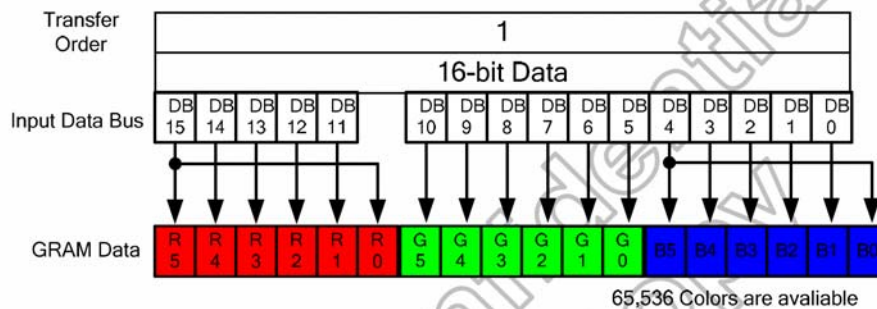 Transfer Order
1
16-bit Data
Input Data Bus
DB 15 DB 14 DB 13 DB 12 DB 11 DB 10 DB 9 DB 8 DB 7 DB 6 DB 5 DB 4 DB 3 DB 2 DB 1 DB 0
GRAM Data
R 5 R 4 R 3 R 2 R 1 R 0 G 5 G 4 G 3 G 2 G 1 G 0 B5 B4 B3 B2 B1 B0
65,536 Colors are avaliable